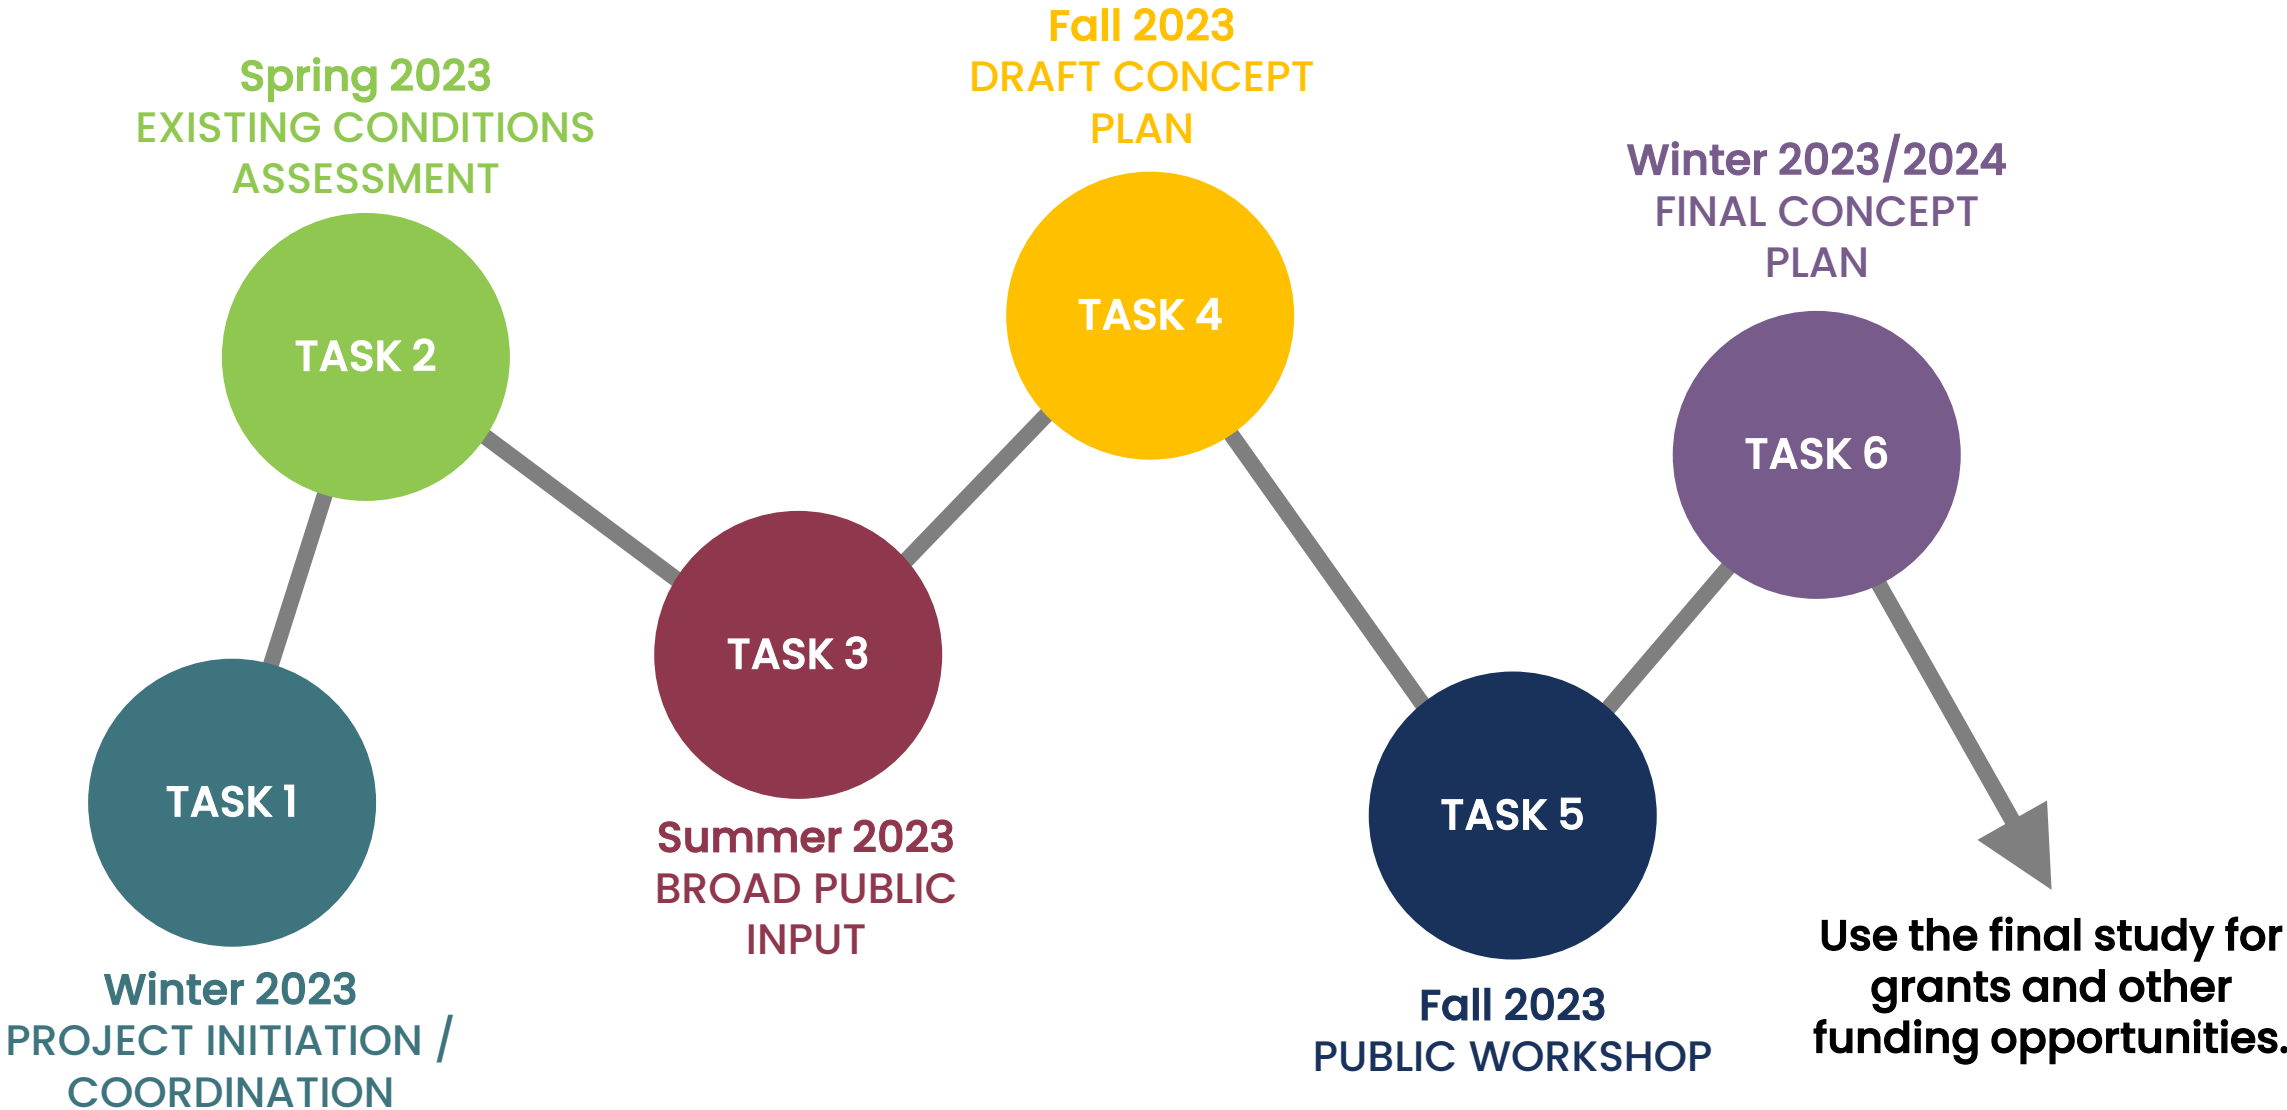 Winter 2023
PROJECT INITIATION /
COORDINATION
TASK 1
Spring 2023
EXISTING CONDITIONS
ASSESSMENT
TASK 2
TASK 3
Summer 2023
BROAD PUBLIC
INPUT
Fall 2023
DRAFT CONCEPT
PLAN
TASK 4
TASK 5
Fall 2023
PUBLIC WORKSHOP
Winter 2023/2024
FINAL CONCEPT
PLAN
TASK 6
Use the final study for
grants and other
funding opportunities.